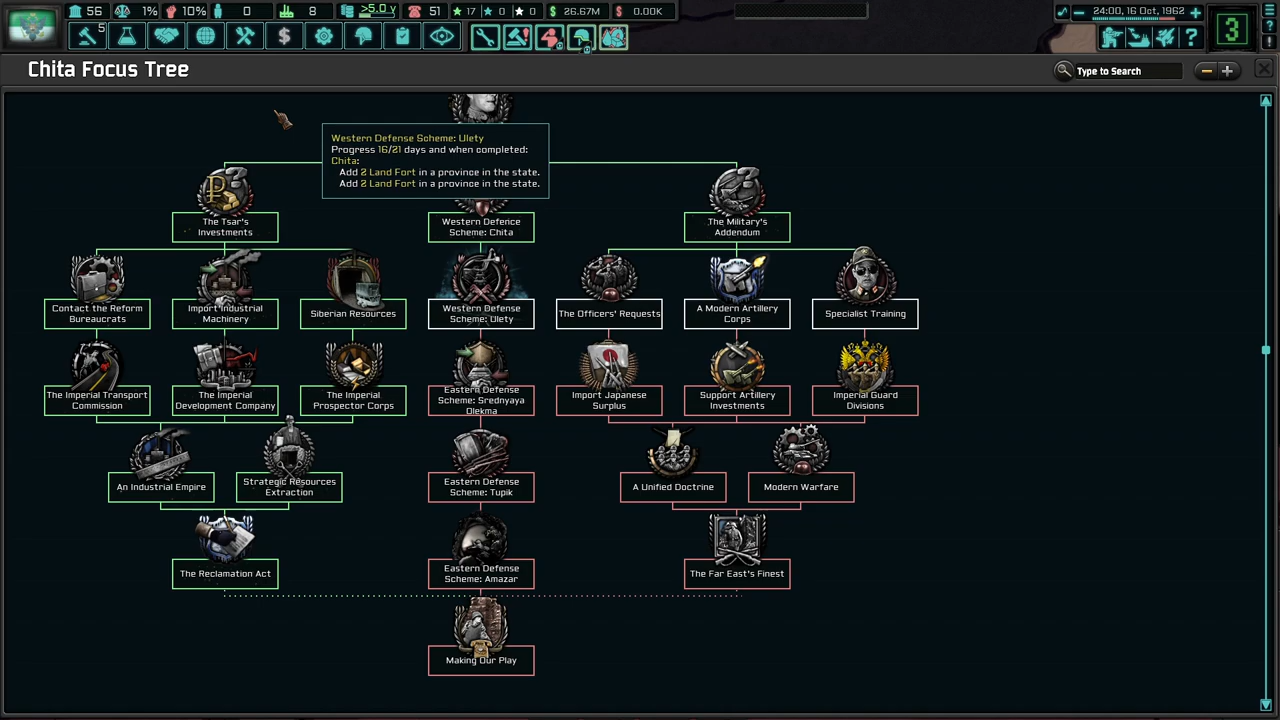 56 1% 10% 0 8 >5.0 y 51 17 0 0 $ 26.67M $ 0.00K 24:00, 16 Oct, 1962 3
5
Chita Focus Tree
Type to Search
Western Defense Scheme: Ulety
Progress 16/21 days and when completed:
Chita:
Add 2 Land Fort in a province in the state.
Add 2 Land Fort in a province in the state.
The Tsar's
Investments
Western Defence
Scheme: Chita
The Military's
Addendum
Contact the Reform
Bureaucrats
Import Industrial
Machinery
Siberian Resources
Western Defense
Scheme: Ulety
The Officers' Requests
A Modern Artillery
Corps
Specialist Training
The Imperial Transport
Commission
The Imperial
Development Company
The Imperial
Prospector Corps
Eastern Defense
Scheme: Srednyaya
Olekma
Import Japanese
Surplus
Support Artillery
Investments
Imperial Guard
Divisions
An Industrial Empire
Strategic Resources
Extraction
Eastern Defense
Scheme: Tupik
A Unified Doctrine
Modern Warfare
The Reclamation Act
Eastern Defense
Scheme: Amazar
The Far East's Finest
Making Our Play